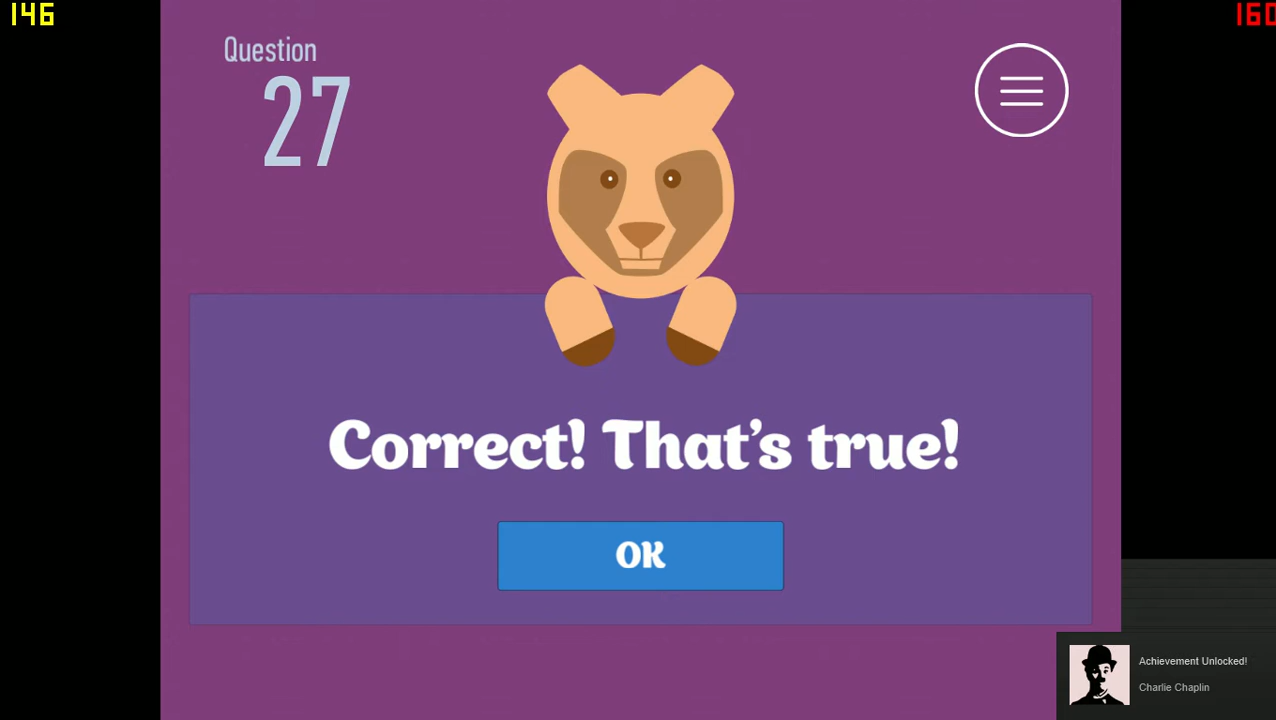 146
160
Question
27
Correct! That's true!
OK
Achievement Unlocked!
Charlie Chaplin